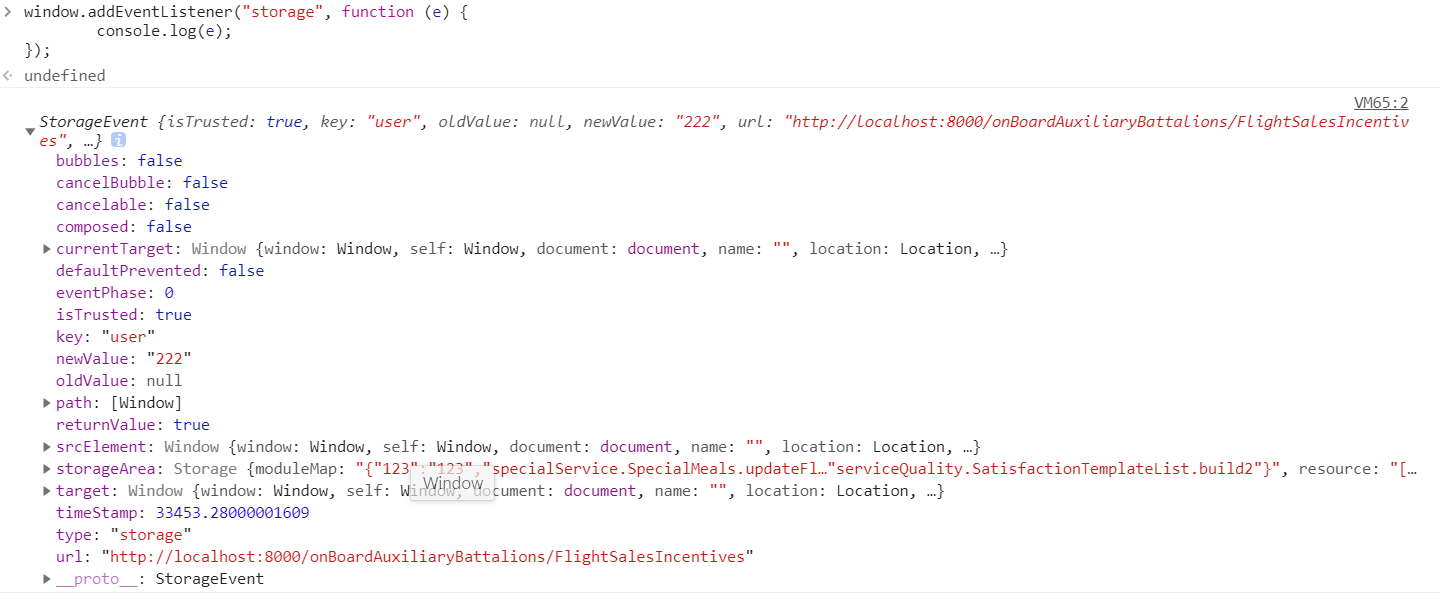 window.addEventListener("storage", function (e) {
console.log(e);
});
undefined
VM65:2
StorageEvent {isTrusted: true, key: "user", oldValue: null, newValue: "222", url: "http://localhost:8000/onBoardAuxiliaryBattalions/FlightSalesIncentiv
es", …}
bubbles: false
cancelBubble: false
cancelable: false
composed: false
currentTarget: Window {window: Window, self: Window, document: document, name: "", location: Location, …}
defaultPrevented: false
eventPhase: 0
isTrusted: true
key: "user"
newValue: "222"
oldValue: null
path: [Window]
returnValue: true
srcElement: Window {window: Window, self: Window, document: document, name: "", location: Location, …}
storageArea: Storage {moduleMap: "{"123":"123","specialService.SpecialMeals.updateFl…"serviceQuality.SatisfactionTemplateList.build2"}", resource: "[…
target: Window {window: Window, self: Window, document: document, name: "", location: Location, …}
Window
timeStamp: 33453.28000001609
type: "storage"
url: "http://localhost:8000/onBoardAuxiliaryBattalions/FlightSalesIncentives"
__proto__: StorageEvent